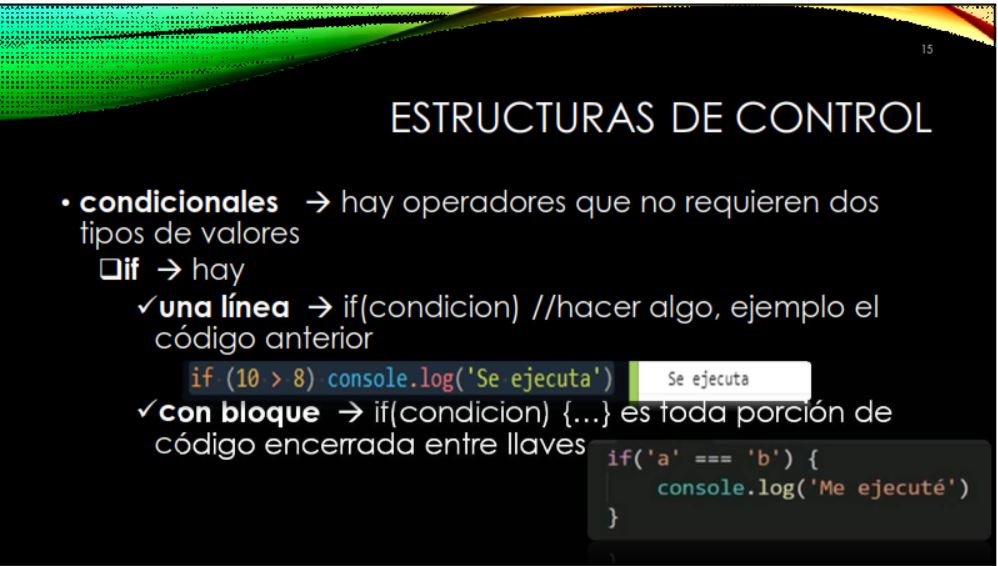 15
ESTRUCTURAS DE CONTROL
• condicionales → hay operadores que no requieren dos
tipos de valores
❑if → hay
✓una línea → if(condicion) //hacer algo, ejemplo el
código anterior
if (10 > 8) console.log('Se ejecuta')
Se ejecuta
✓con bloque → if(condicion) {...} es toda porción de
código encerrada entre llaves
if('a' === 'b') {
console.log('Me ejecuté')
}